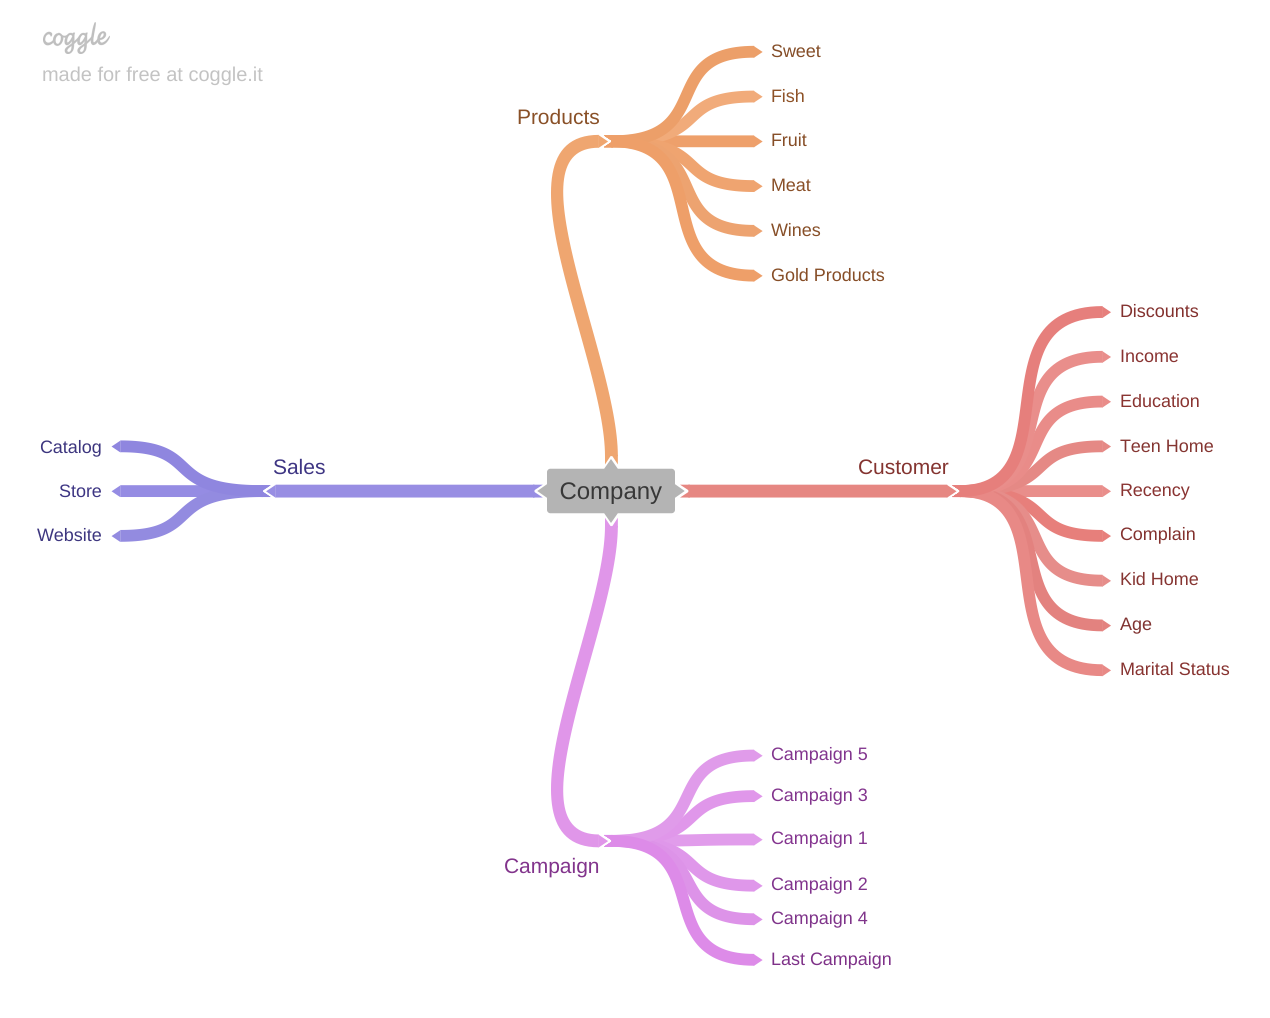 coggle
made for free at coggle.it
Products
Sweet
Fish
Fruit
Meat
Wines
Gold Products
Company
Sales
Catalog
Store
Website
Customer
Discounts
Income
Education
Teen Home
Recency
Complain
Kid Home
Age
Marital Status
Campaign
Campaign 5
Campaign 3
Campaign 1
Campaign 2
Campaign 4
Last Campaign